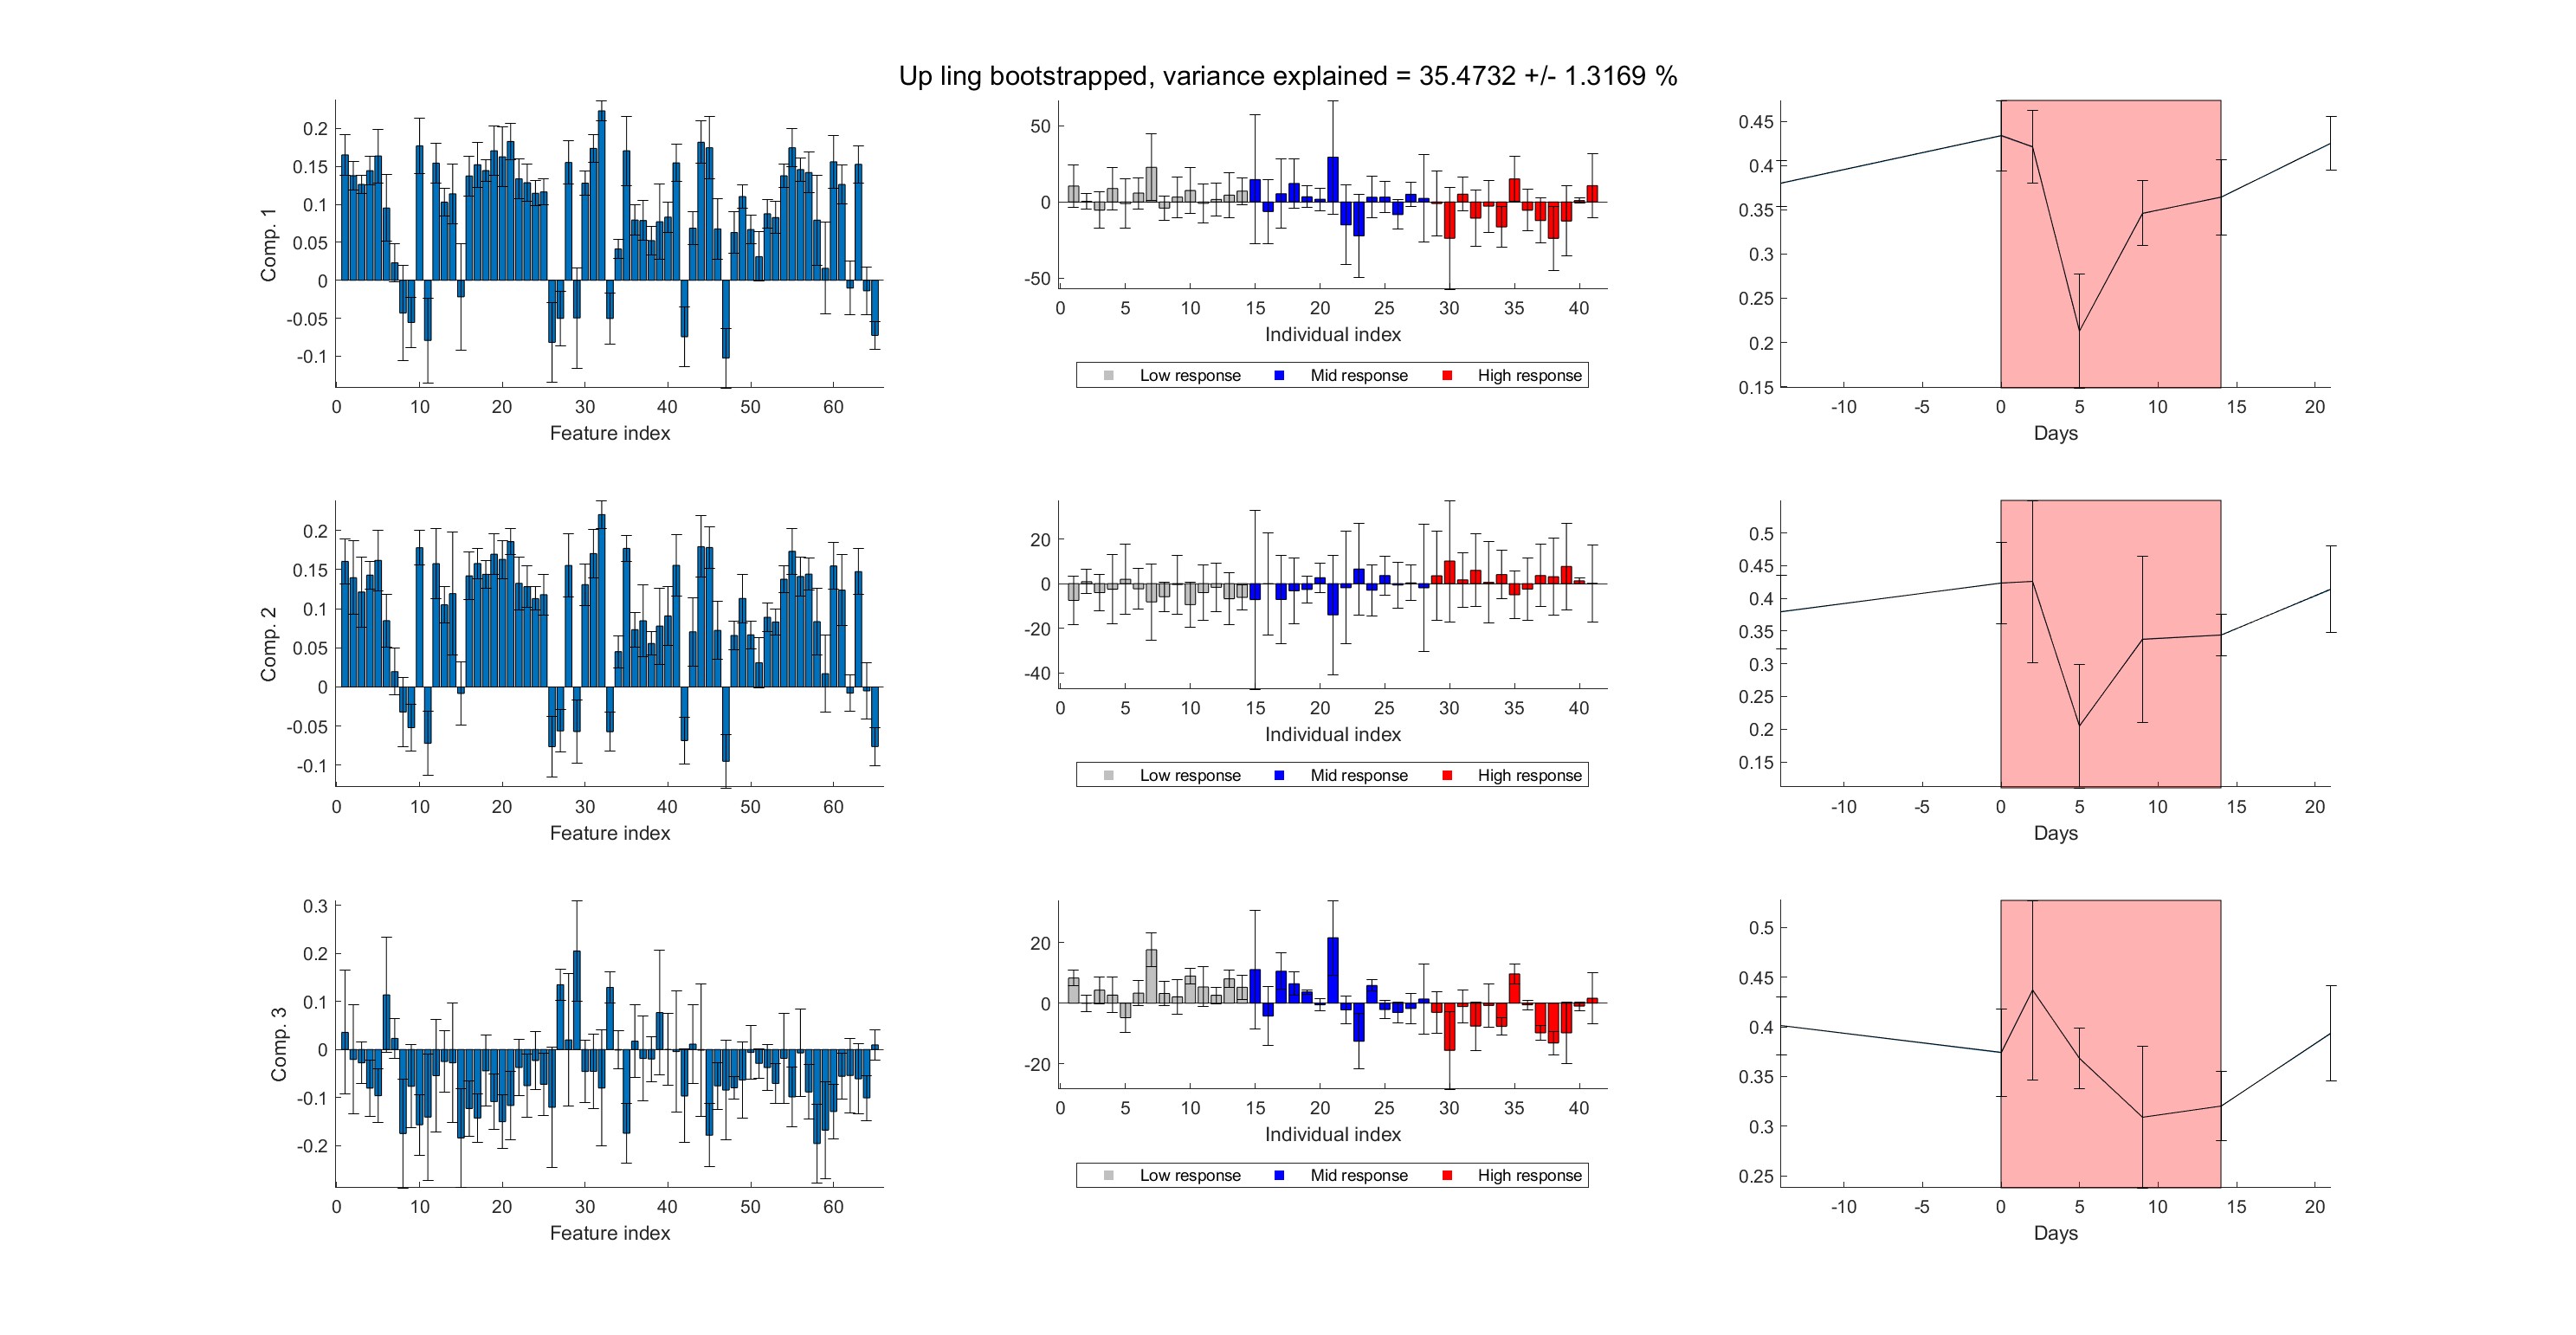 Up ling bootstrapped, variance explained = 35.4732 +/- 1.3169 %
Comp. 1
0.2
0.15
0.1
0.05
0
-0.05
-0.1
0 10 20 30 40 50 60
Feature index
50
0
-50
0 5 10 15 20 25 30 35 40
Individual index
Low response Mid response High response
0.45
0.4
0.35
0.3
0.25
0.2
0.15
-10 -5 0 5 10 15 20
Days
Comp. 2
0.2
0.15
0.1
0.05
0
-0.05
-0.1
0 10 20 30 40 50 60
Feature index
20
0
-20
-40
0 5 10 15 20 25 30 35 40
Individual index
Low response Mid response High response
0.5
0.45
0.4
0.35
0.3
0.25
0.2
0.15
-10 -5 0 5 10 15 20
Days
Comp. 3
0.3
0.2
0.1
0
-0.1
-0.2
0 10 20 30 40 50 60
Feature index
20
0
-20
0 5 10 15 20 25 30 35 40
Individual index
Low response Mid response High response
0.5
0.45
0.4
0.35
0.3
0.25
-10 -5 0 5 10 15 20
Days